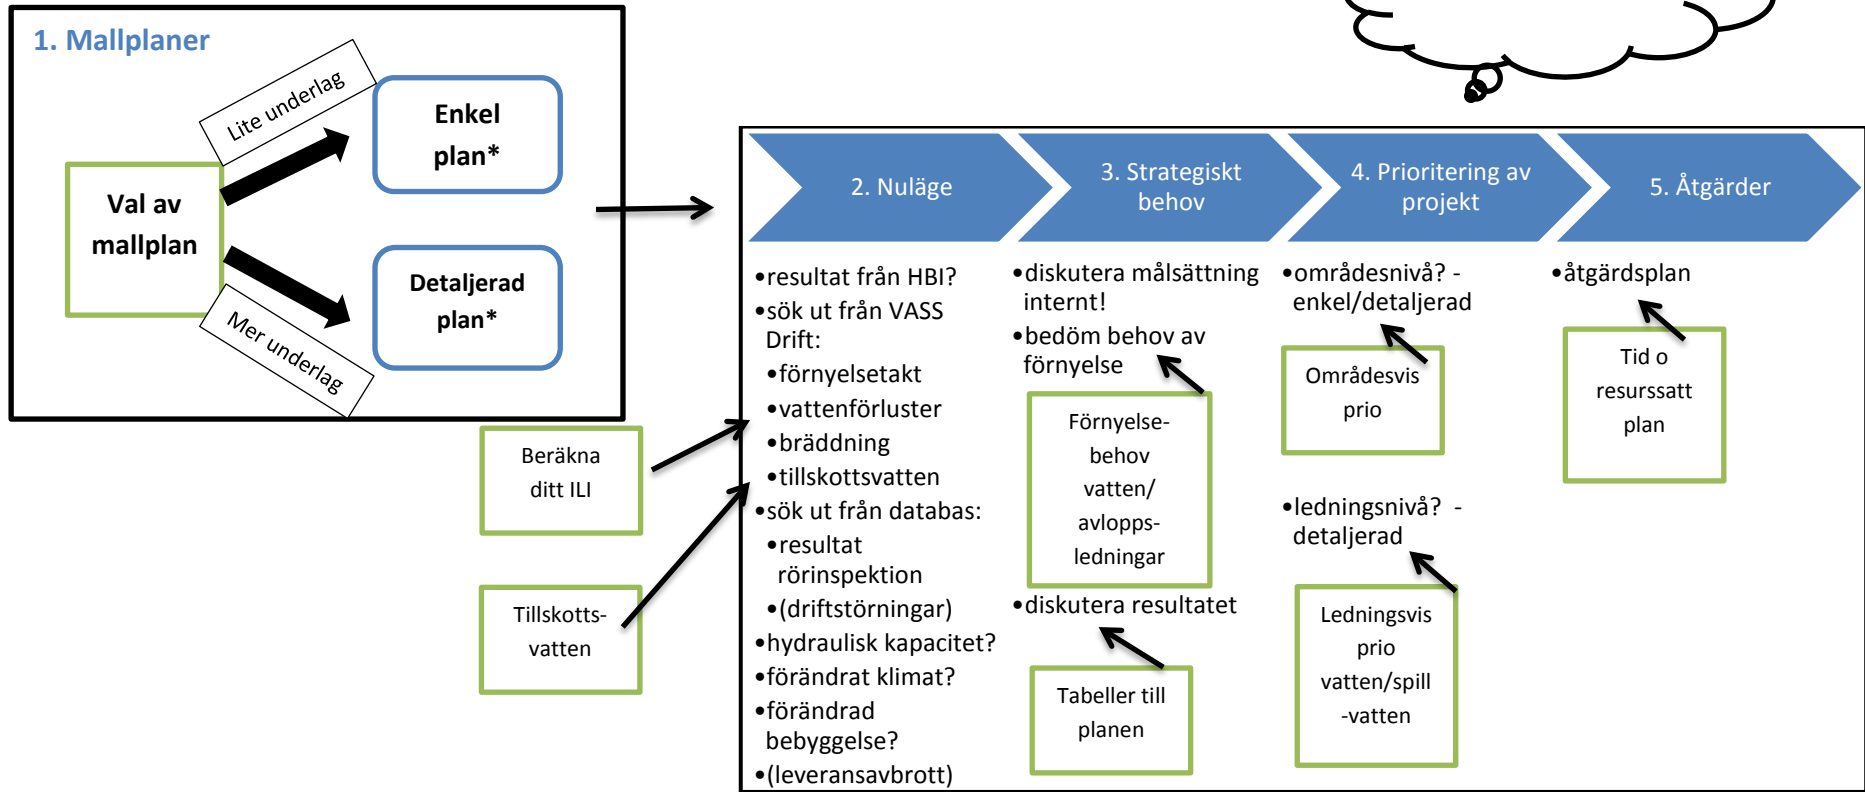 1. Mallplaner
Lite underlag
Enkel
plan*
Val av
mallplan
Detaljerad
plan*
Mer underlag
Beräkna
ditt ILI
Tillskotts-
vatten
2. Nuläge
•resultat från HBI?
•sök ut från VASS
Drift:
•förnyelsetakt
•vattenförluster
•bräddning
•tillskottsvatten
•sök ut från databas:
•resultat
rörinspektion
•(driftstörningar)
•hydraulisk kapacitet?
•förändrat klimat?
•förändrad
bebyggelse?
•(leveransavbrott)
3. Strategiskt
behov
•diskutera målsättning
internt!
•bedöm behov av
förnyelse
Förnyelse-
behov
vatten/
avlopps-
ledningar
•diskutera resultatet
Tabeller till
planen
4. Prioritering av
projekt
•områdesnivå? -
enkel/detaljerad
Områdesvis
prio
•ledningsnivå? -
detaljerad
Ledningsvis
prio
vatten/spill
-vatten
5. Åtgärder
•åtgärdsplan
Tid o
resurssatt
plan